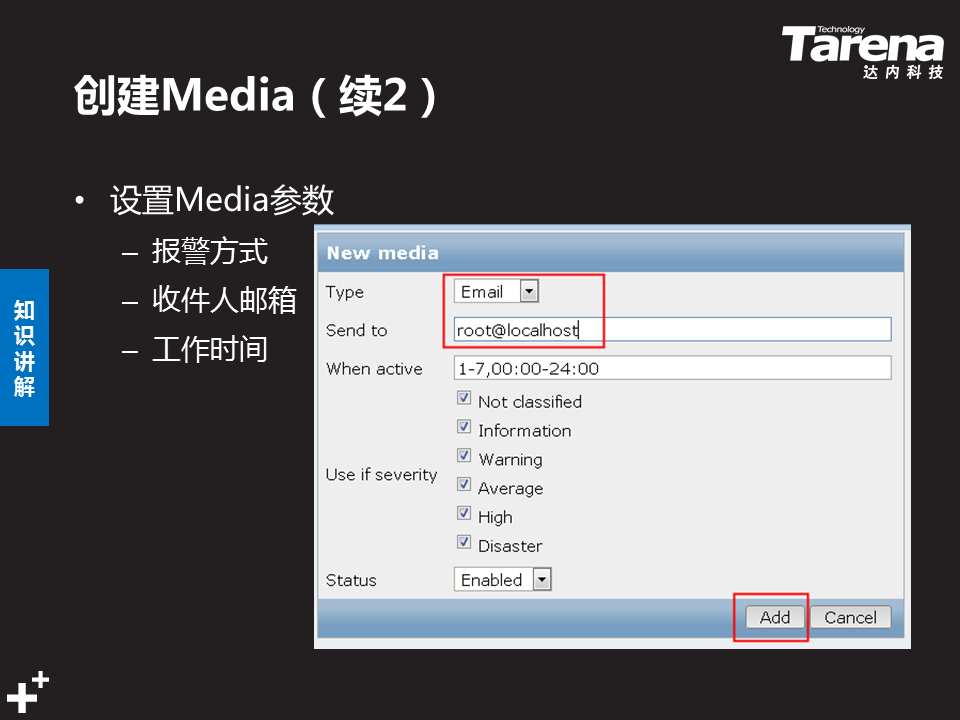 Technology
Tarena
达内科技
创建Media（续2）
• 设置Media参数
– 报警方式
– 收件人邮箱
– 工作时间
知识讲解
New media
Type Email
Send to root@localhost
When active 1-7,00:00-24:00
Use if severity
Not classified
Information
Warning
Average
High
Disaster
Status Enabled
Add Cancel